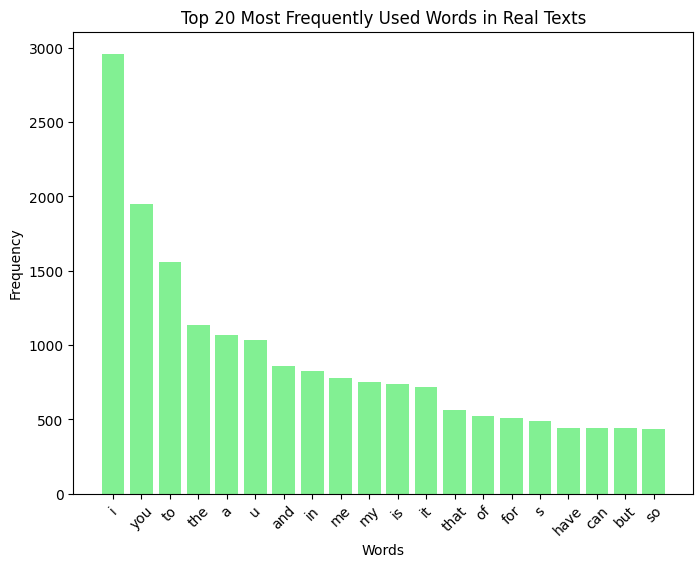 Top 20 Most Frequently Used Words in Real Texts
3000
2500
2000
1500
1000
500
0
Frequency
i you to the a u and in me my is it that of for s have can but so
Words